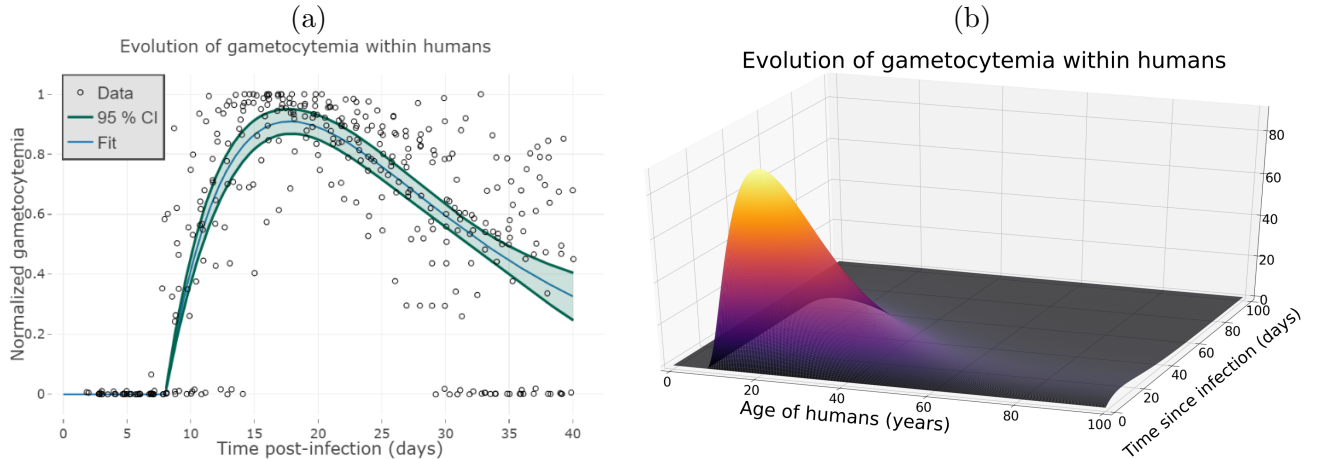 (a)
Evolution of gametocytemia within humans
Data
95 % CI
Fit
Normalized gametocytemia
1
0.8
0.6
0.4
0.2
0
0 5 10 15 20 25 30 35 40
Time post-infection (days)
(b)
Evolution of gametocytemia within humans
80
60
40
20
0
100
80
60
40
20
0
Time since infection (days)
0 20 40 60 80 100
Age of humans (years)